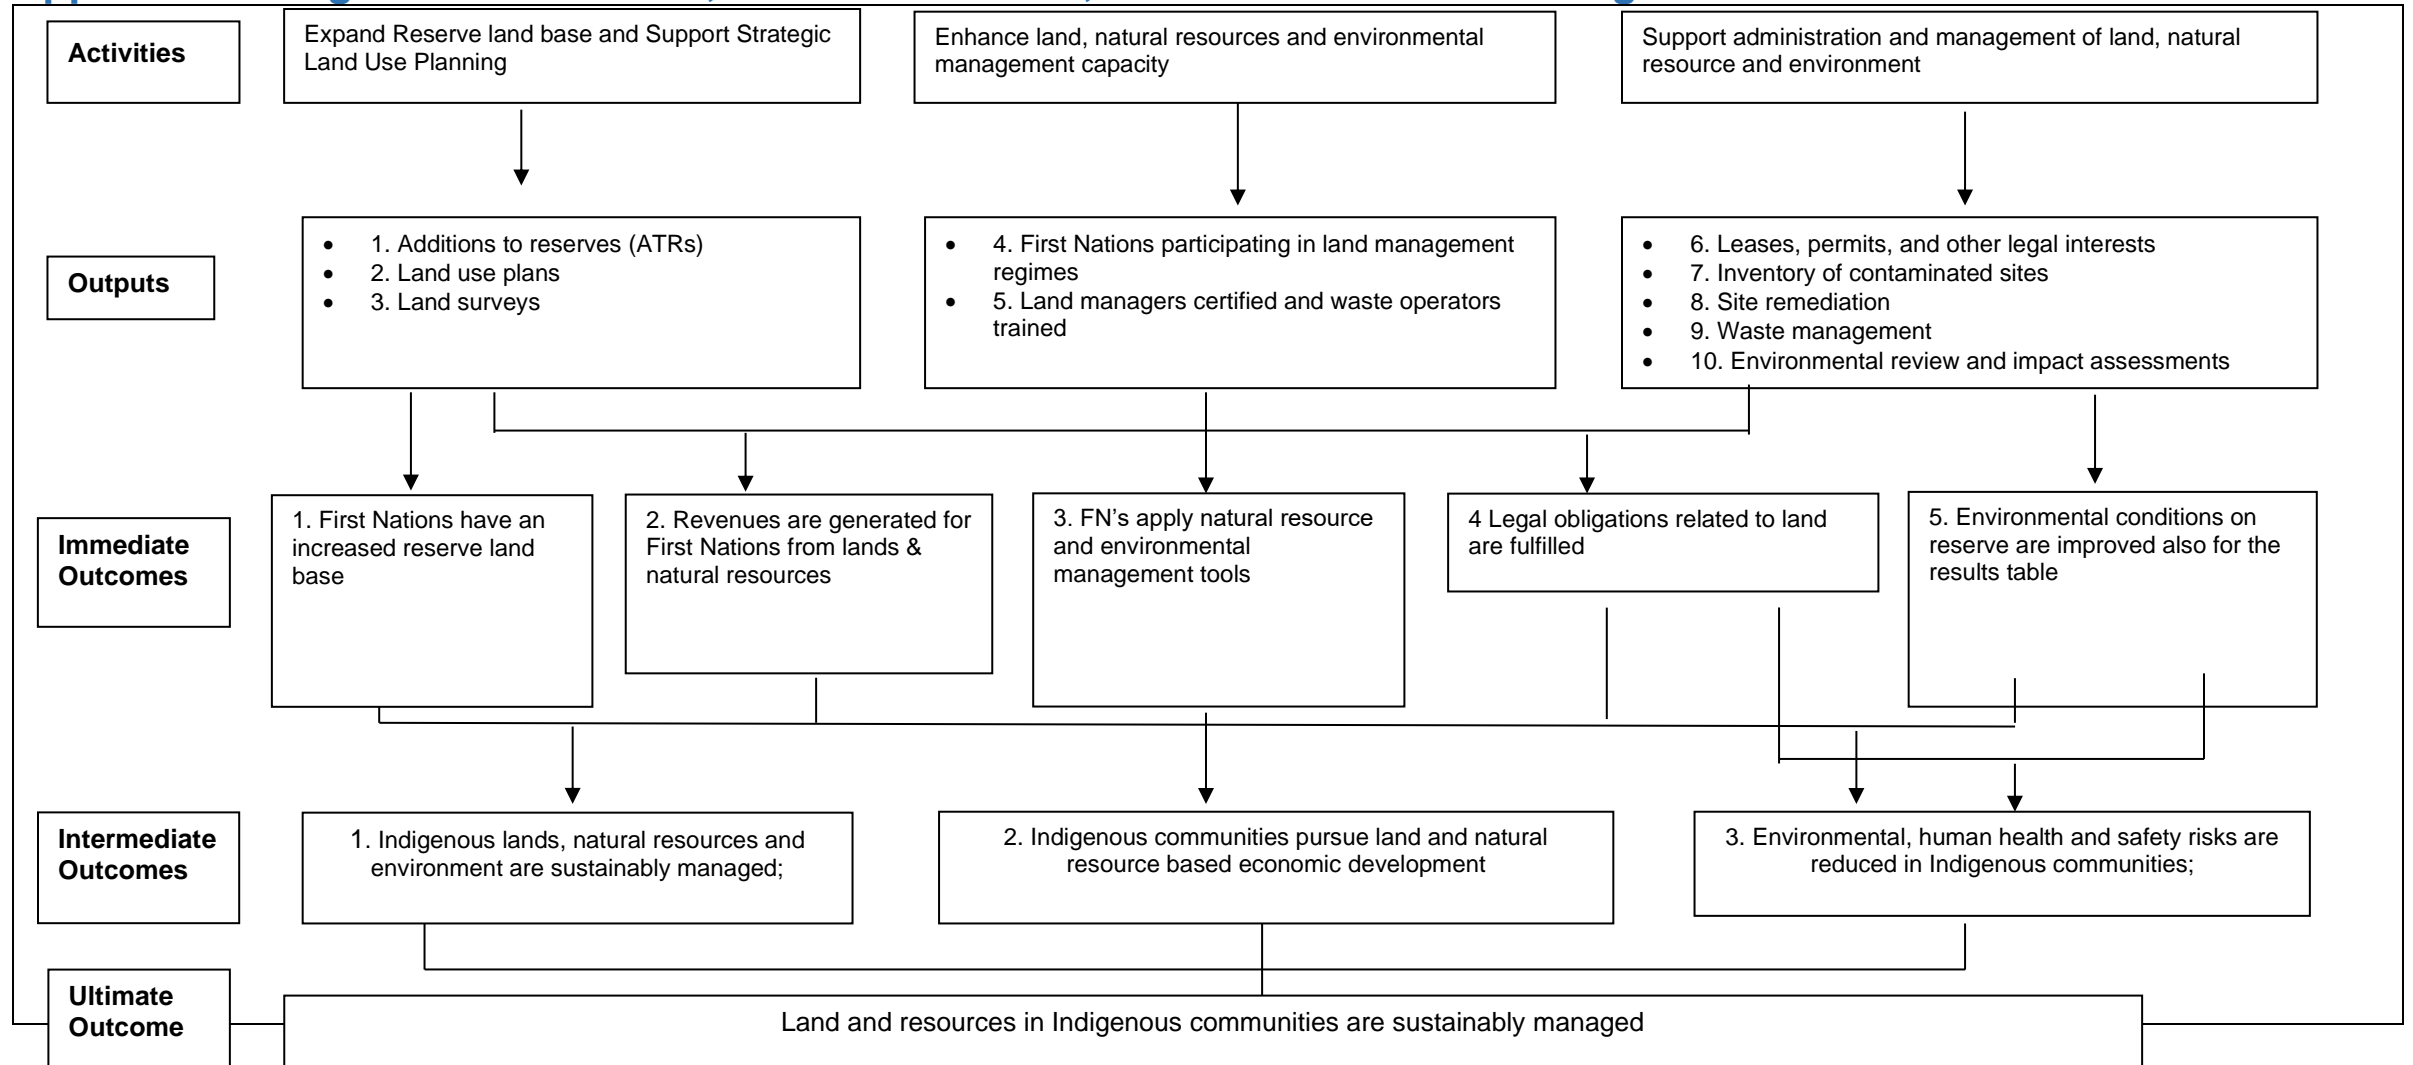 Activities
Expand Reserve land base and Support Strategic
Land Use Planning
Enhance land, natural resources and environmental
management capacity
Support administration and management of land, natural
resource and environment
Outputs
• 1. Additions to reserves (ATRs)
• 2. Land use plans
• 3. Land surveys
• 4. First Nations participating in land management
regimes
• 5. Land managers certified and waste operators
trained
• 6. Leases, permits, and other legal interests
• 7. Inventory of contaminated sites
• 8. Site remediation
• 9. Waste management
• 10. Environmental review and impact assessments
Immediate
Outcomes
1. First Nations have an
increased reserve land
base
2. Revenues are generated for
First Nations from lands &
natural resources
3. FN’s apply natural resource
and environmental
management tools
4 Legal obligations related to land
are fulfilled
5. Environmental conditions on
reserve are improved also for the
results table
Intermediate
Outcomes
1. Indigenous lands, natural resources and
environment are sustainably managed;
2. Indigenous communities pursue land and natural
resource based economic development
3. Environmental, human health and safety risks are
reduced in Indigenous communities;
Ultimate
Outcome
Land and resources in Indigenous communities are sustainably managed